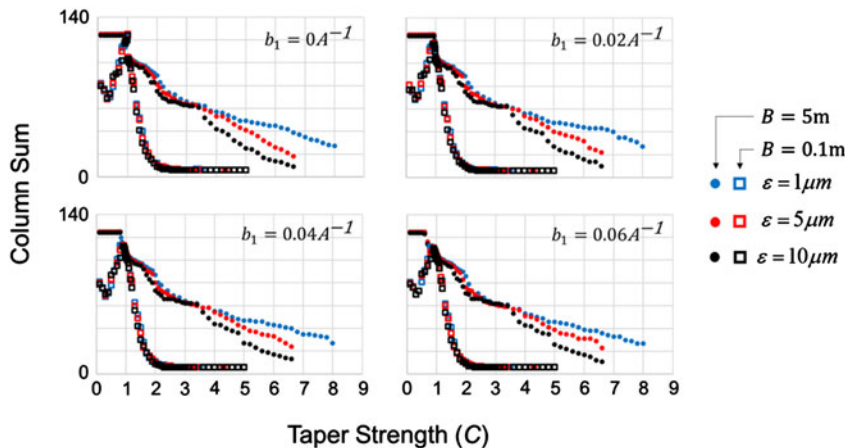 140
b₁ = 0A⁻¹
b₁ = 0.02A⁻¹
B = 5m
B = 0.1m
ε = 1μm
ε = 5μm
ε = 10μm
Column Sum
0
140
b₁ = 0.04A⁻¹
b₁ = 0.06A⁻¹
0
0 1 2 3 4 5 6 7 8 9 0 1 2 3 4 5 6 7 8 9
Taper Strength (C)